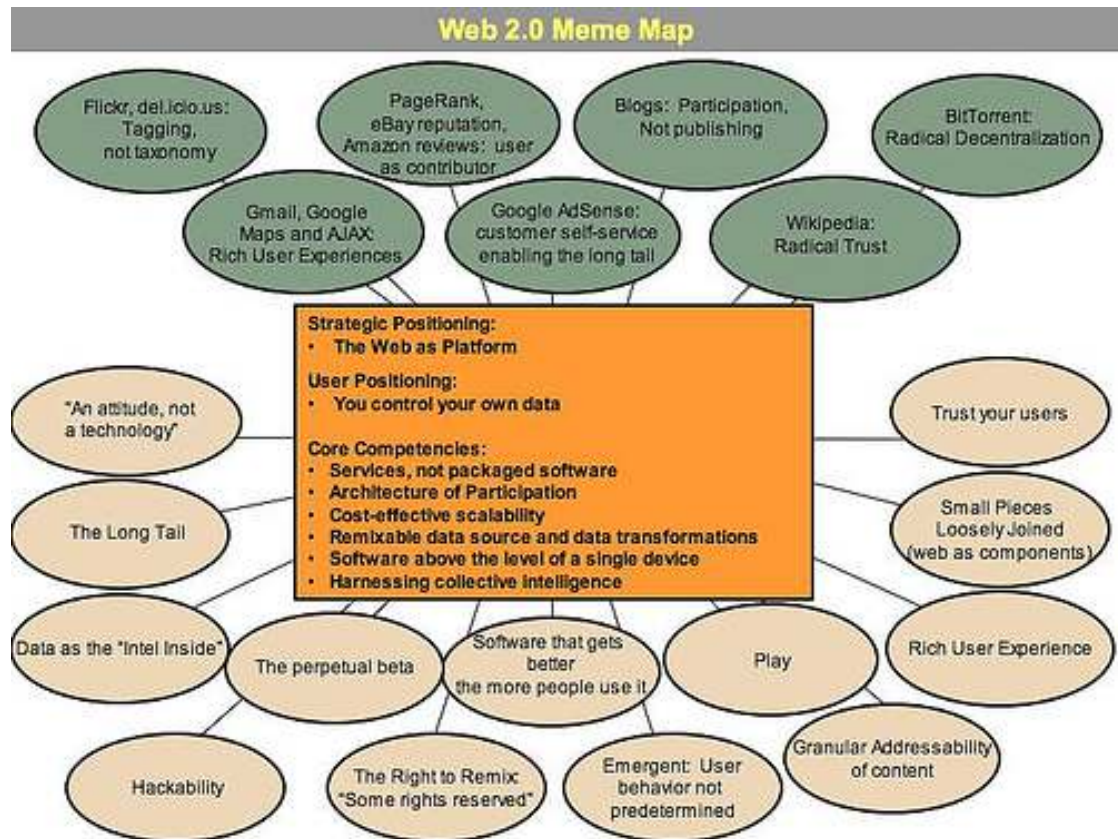 Web 2.0 Meme Map
Flickr, del.icio.us:
Tagging,
not taxonomy
PageRank,
eBay reputation,
Amazon reviews: user
as contributor
Blogs: Participation,
Not publishing
BitTorrent:
Radical Decentralization
Gmail, Google
Maps and AJAX:
Rich User Experiences
Google AdSense:
customer self-service
enabling the long tail
Wikipedia:
Radical Trust
Strategic Positioning:
• The Web as Platform
User Positioning:
• You control your own data
Core Competencies:
• Services, not packaged software
• Architecture of Participation
• Cost-effective scalability
• Remixable data source and data transformations
• Software above the level of a single device
• Harnessing collective intelligence
"An attitude, not
a technology"
Trust your users
The Long Tail
Small Pieces
Loosely Joined
(web as components)
Data as the "Intel Inside"
The perpetual beta
Software that gets
better
the more people use it
Play
Rich User Experience
Hackability
The Right to Remix:
"Some rights reserved"
Emergent: User
behavior not
predetermined
Granular Addressability
of content